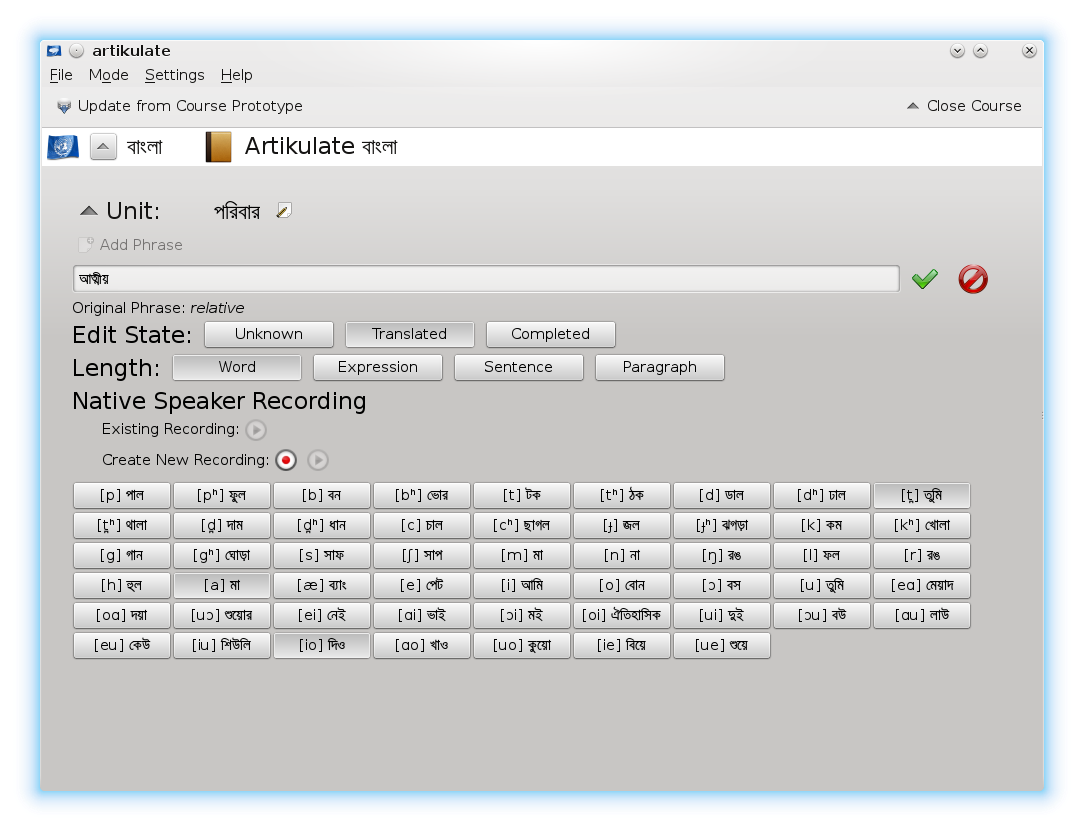 artikulate
File Mode Settings Help
Update from Course Prototype Close Course
বাংলা Artikulate বাংলা
Unit: পরিবার
Add Phrase
আত্মীয়
Original Phrase: relative
Edit State: Unknown Translated Completed
Length: Word Expression Sentence Paragraph
Native Speaker Recording
Existing Recording:
Create New Recording:
[p] পাল [pʰ] ফুল [b] বন [bʰ] ভোর [t] টক [tʰ] ঠক [d] ডাল [dʰ] ঢাল [t̪] তুমি
[t̪ʰ] থালা [d̪] দাম [d̪ʰ] ধান [c] চাল [cʰ] ছাগল [ɟ] জল [ɟʰ] ঝগড়া [k] কম [kʰ] খোলা
[g] গান [gʰ] ঘোড়া [s] সাফ [ʃ] সাপ [m] মা [n] না [ŋ] রঙ [l] ফল [r] রঙ
[h] হুল [a] মা [æ] ব্যাং [e] পেট [i] আমি [o] বোন [ɔ] বস [u] তুমি [eɑ] মেয়াদ
[oɑ] দয়া [uɔ] শুয়োর [ei] নেই [ɑi] ভাই [ɔi] মই [oi] ঐতিহাসিক [ui] দুই [ɔu] বউ [ɑu] লাউ
[eu] কেউ [iu] শিউলি [io] দিও [ɑo] খাও [uo] কুয়ো [ie] বিয়ে [ue] শুয়ে